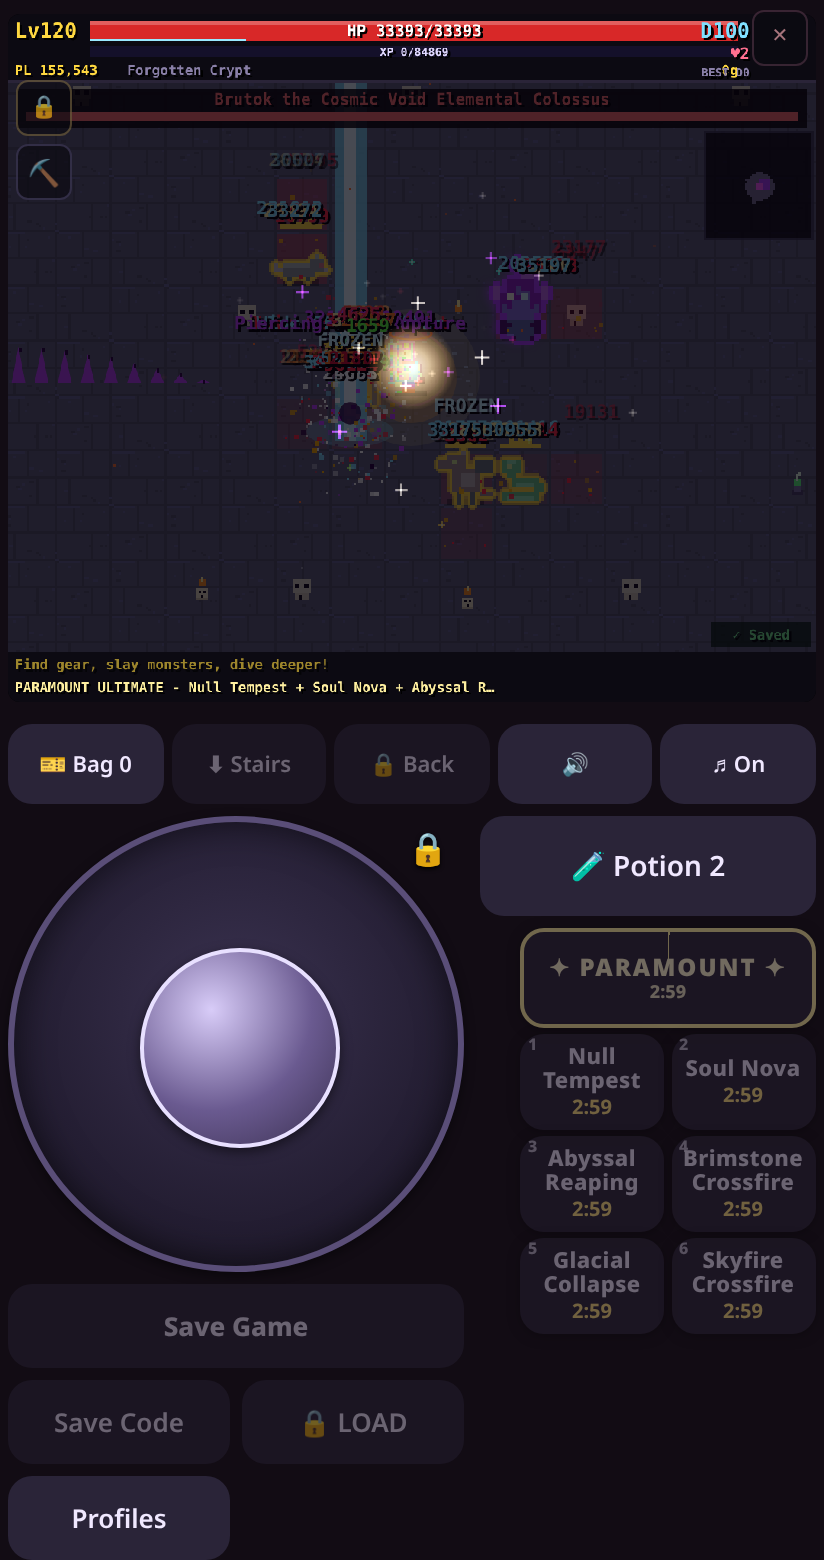 Lv120
HP 33393/33393
D100
×
XP 0/84869
♥2
PL 155,543
Forgotten Crypt
Brutok the Cosmic Void Elemental Colossus
23177
1659
FROZEN
FROZEN
19131
✓ Saved
Find gear, slay monsters, dive deeper!
PARAMOUNT ULTIMATE - Null Tempest + Soul Nova + Abyssal R…
Bag 0
⬇ Stairs
Back
♬ On
Potion 2
✦ PARAMOUNT ✦
2:59
1
Null
Tempest
2:59
2
Soul Nova
2:59
3
Abyssal
Reaping
2:59
4
Brimstone
Crossfire
2:59
5
Glacial
Collapse
2:59
6
Skyfire
Crossfire
2:59
Save Game
Save Code
LOAD
Profiles